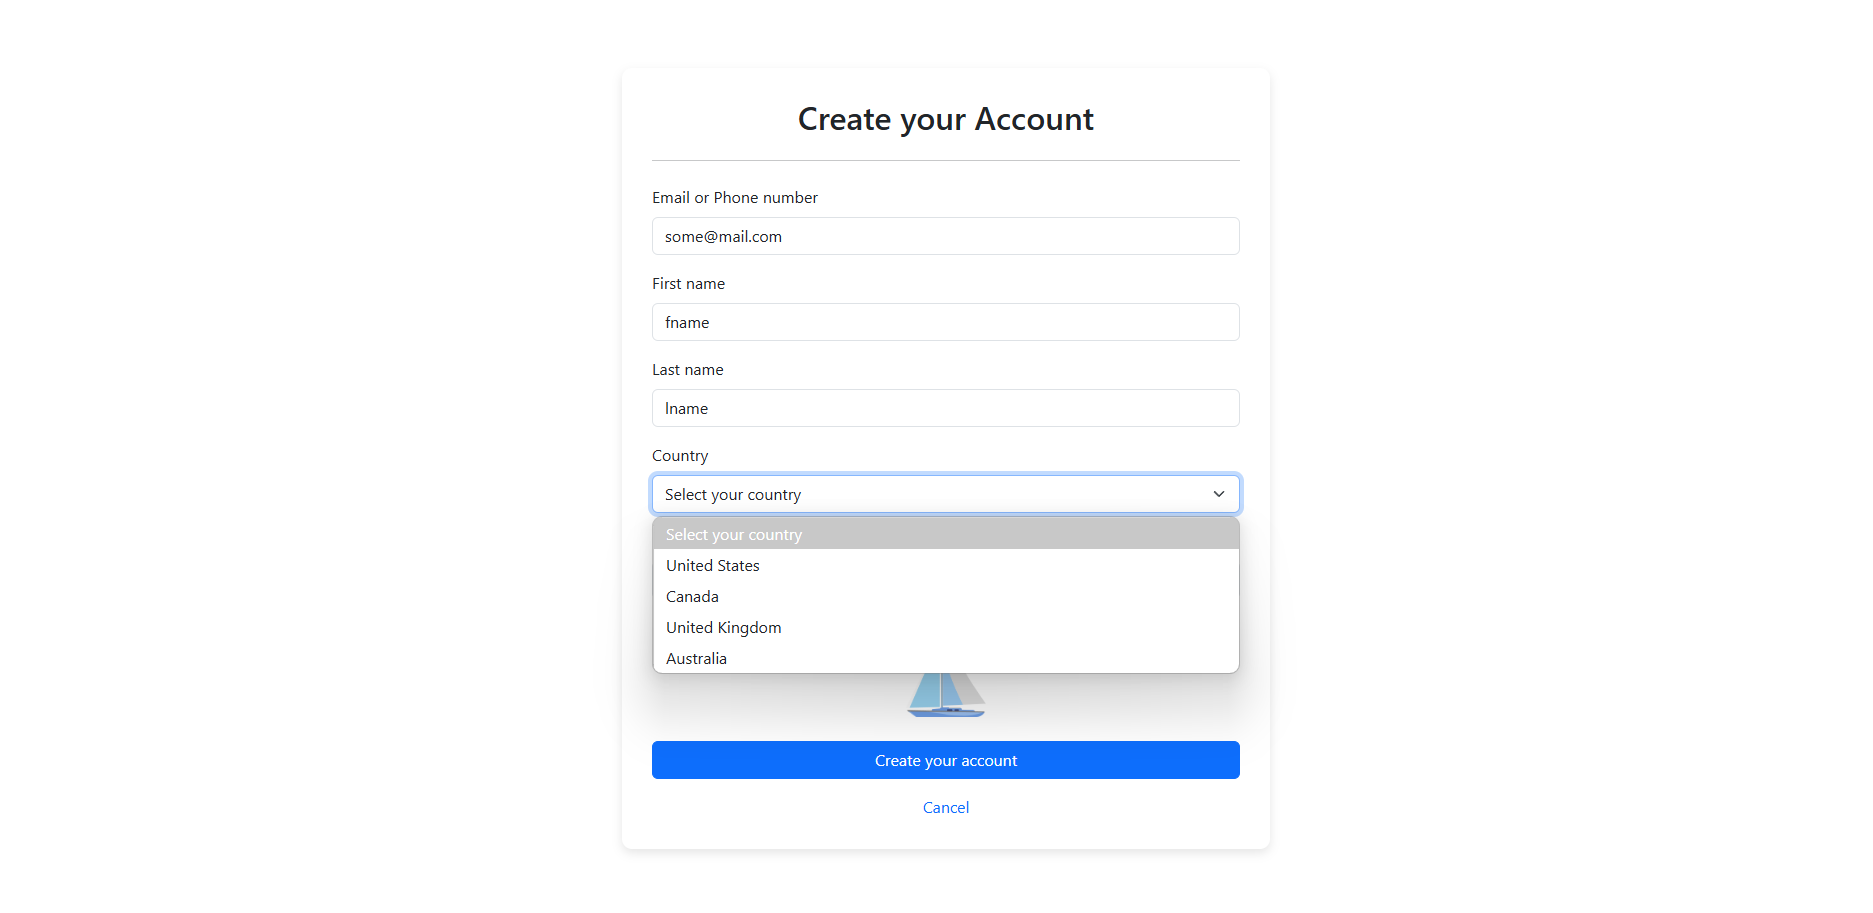 Create your Account
Email or Phone number
some@mail.com
First name
fname
Last name
lname
Country
Select your country
Select your country
United States
Canada
United Kingdom
Australia
Create your account
Cancel